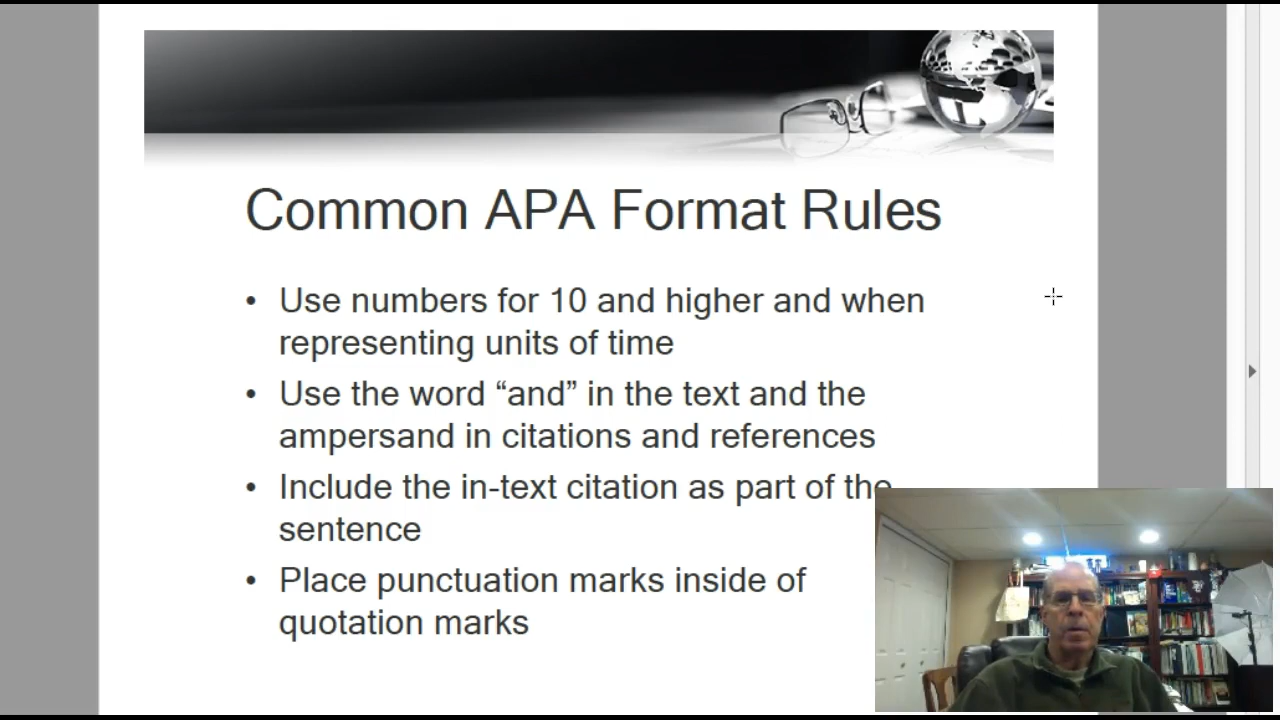 Common APA Format Rules
• Use numbers for 10 and higher and when
representing units of time
• Use the word “and” in the text and the
ampersand in citations and references
• Include the in-text citation as part of the
sentence
• Place punctuation marks inside of
quotation marks